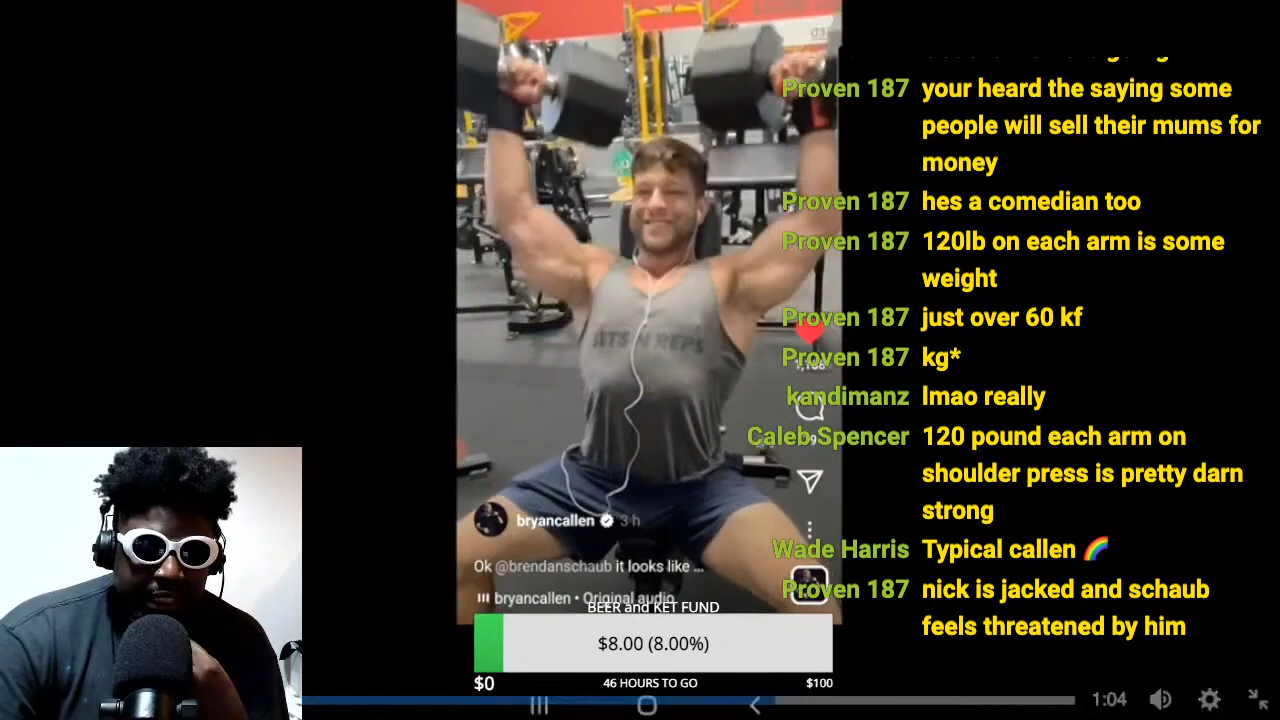 Proven 187 your heard the saying some
people will sell their mums for
money
Proven 187 hes a comedian too
Proven 187 120lb on each arm is some
weight
Proven 187 just over 60 kf
Proven 187 kg*
kandimanz lmao really
Caleb Spencer 120 pound each arm on
shoulder press is pretty darn
strong
Wade Harris Typical callen 🌈
Proven 187 nick is jacked and schaub
feels threatened by him
SETS N REPS
bryancallen 3 h
Ok @brendanschaub it looks like ...
bryancallen • Original audio
BEER and KET FUND
$8.00 (8.00%)
$0 46 HOURS TO GO $100
1:04